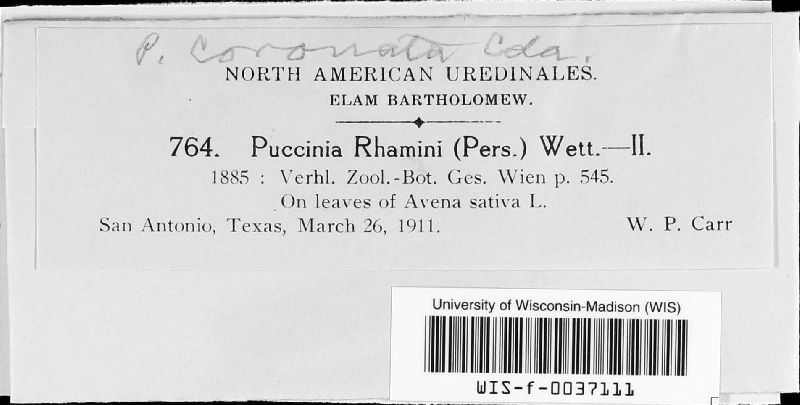 P. coronata Cda.
NORTH AMERICAN UREDINALES.
ELAM BARTHOLOMEW.
764. Puccinia Rhamini (Pers.) Wett.—II.
1885 : Verhl. Zool.-Bot. Ges. Wien p. 545.
On leaves of Avena sativa L.
San Antonio, Texas, March 26, 1911. W. P. Carr
University of Wisconsin-Madison (WIS)
WIS-f-0037111